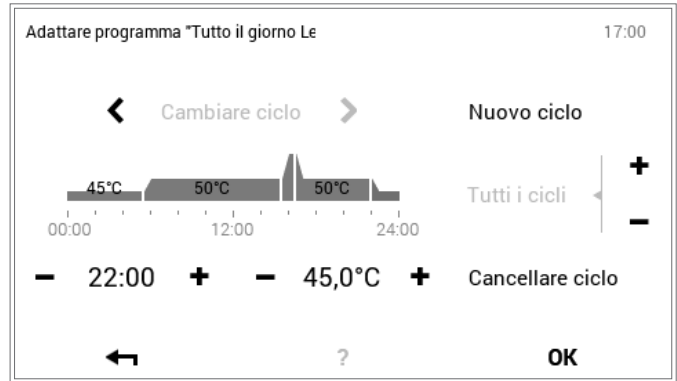 Adattare programma "Tutto il giorno Le
17:00
Cambiare ciclo
Nuovo ciclo
45°C 50°C 50°C
Tutti i cicli
+
−
00:00 12:00 24:00
− 22:00 + − 45,0°C + Cancellare ciclo
? OK